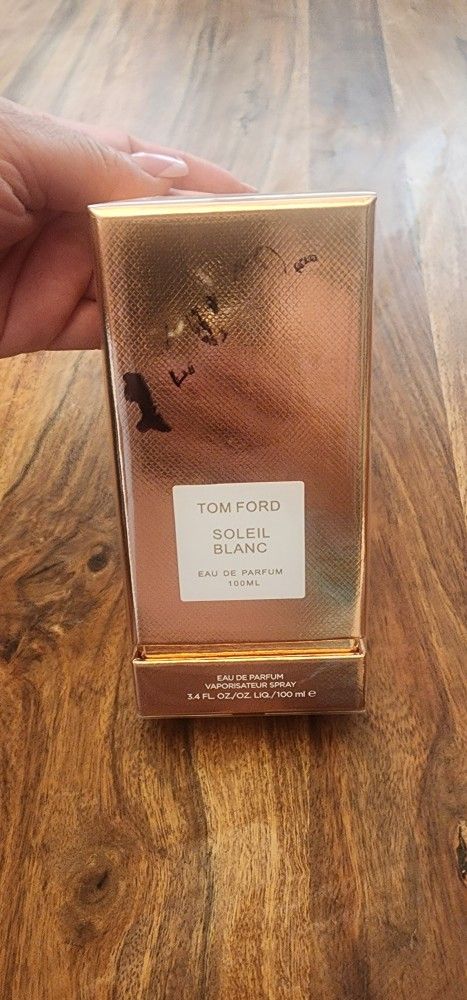 TOM FORD
SOLEIL
BLANC
EAU DE PARFUM
100ML
EAU DE PARFUM
VAPORISATEUR SPRAY
3.4 FL. OZ./OZ. LIQ./100 ml ℮